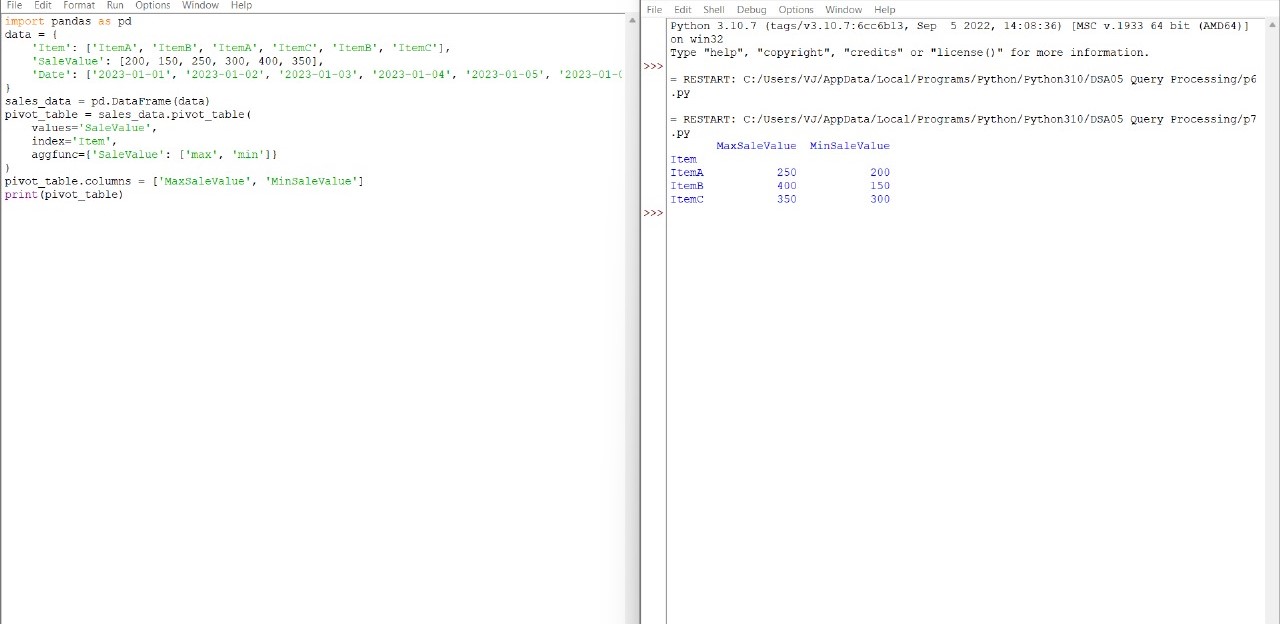 File Edit Format Run Options Window Help
import pandas as pd
data = {
    'Item': ['ItemA', 'ItemB', 'ItemA', 'ItemC', 'ItemB', 'ItemC'],
    'SaleValue': [200, 150, 250, 300, 400, 350],
    'Date': ['2023-01-01', '2023-01-02', '2023-01-03', '2023-01-04', '2023-01-05', '2023-01-0
}
sales_data = pd.DataFrame(data)
pivot_table = sales_data.pivot_table(
    values='SaleValue',
    index='Item',
    aggfunc={'SaleValue': ['max', 'min']}
)
pivot_table.columns = ['MaxSaleValue', 'MinSaleValue']
print(pivot_table)
File Edit Shell Debug Options Window Help
Python 3.10.7 (tags/v3.10.7:6cc6b13, Sep  5 2022, 14:08:36) [MSC v.1933 64 bit (AMD64)]
on win32
Type "help", "copyright", "credits" or "license()" for more information.
>>>
= RESTART: C:/Users/VJ/AppData/Local/Programs/Python/Python310/DSA05 Query Processing/p6
.py
= RESTART: C:/Users/VJ/AppData/Local/Programs/Python/Python310/DSA05 Query Processing/p7
.py
       MaxSaleValue  MinSaleValue
Item
ItemA           250           200
ItemB           400           150
ItemC           350           300
>>>